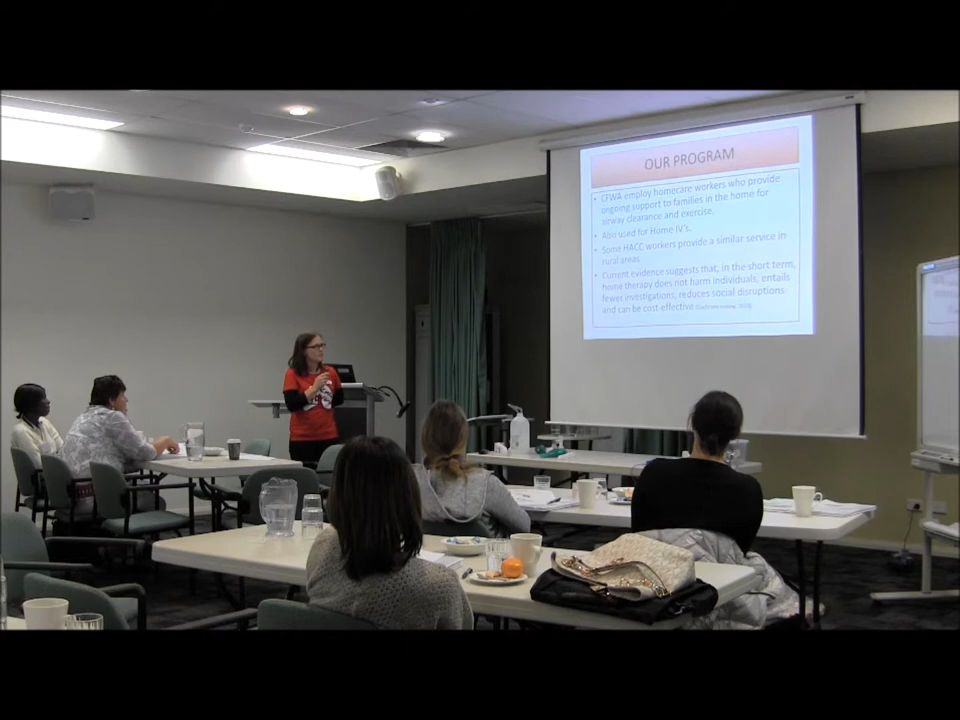 OUR PROGRAM
• CFWA employ homecare workers who provide
ongoing support to families in the home for
airway clearance and exercise.
• Also used for Home IV's.
• Some HACC workers provide a similar service in
rural areas
• Current evidence suggests that, in the short term,
home therapy does not harm individuals, entails
fewer investigations, reduces social disruptions
and can be cost-effective